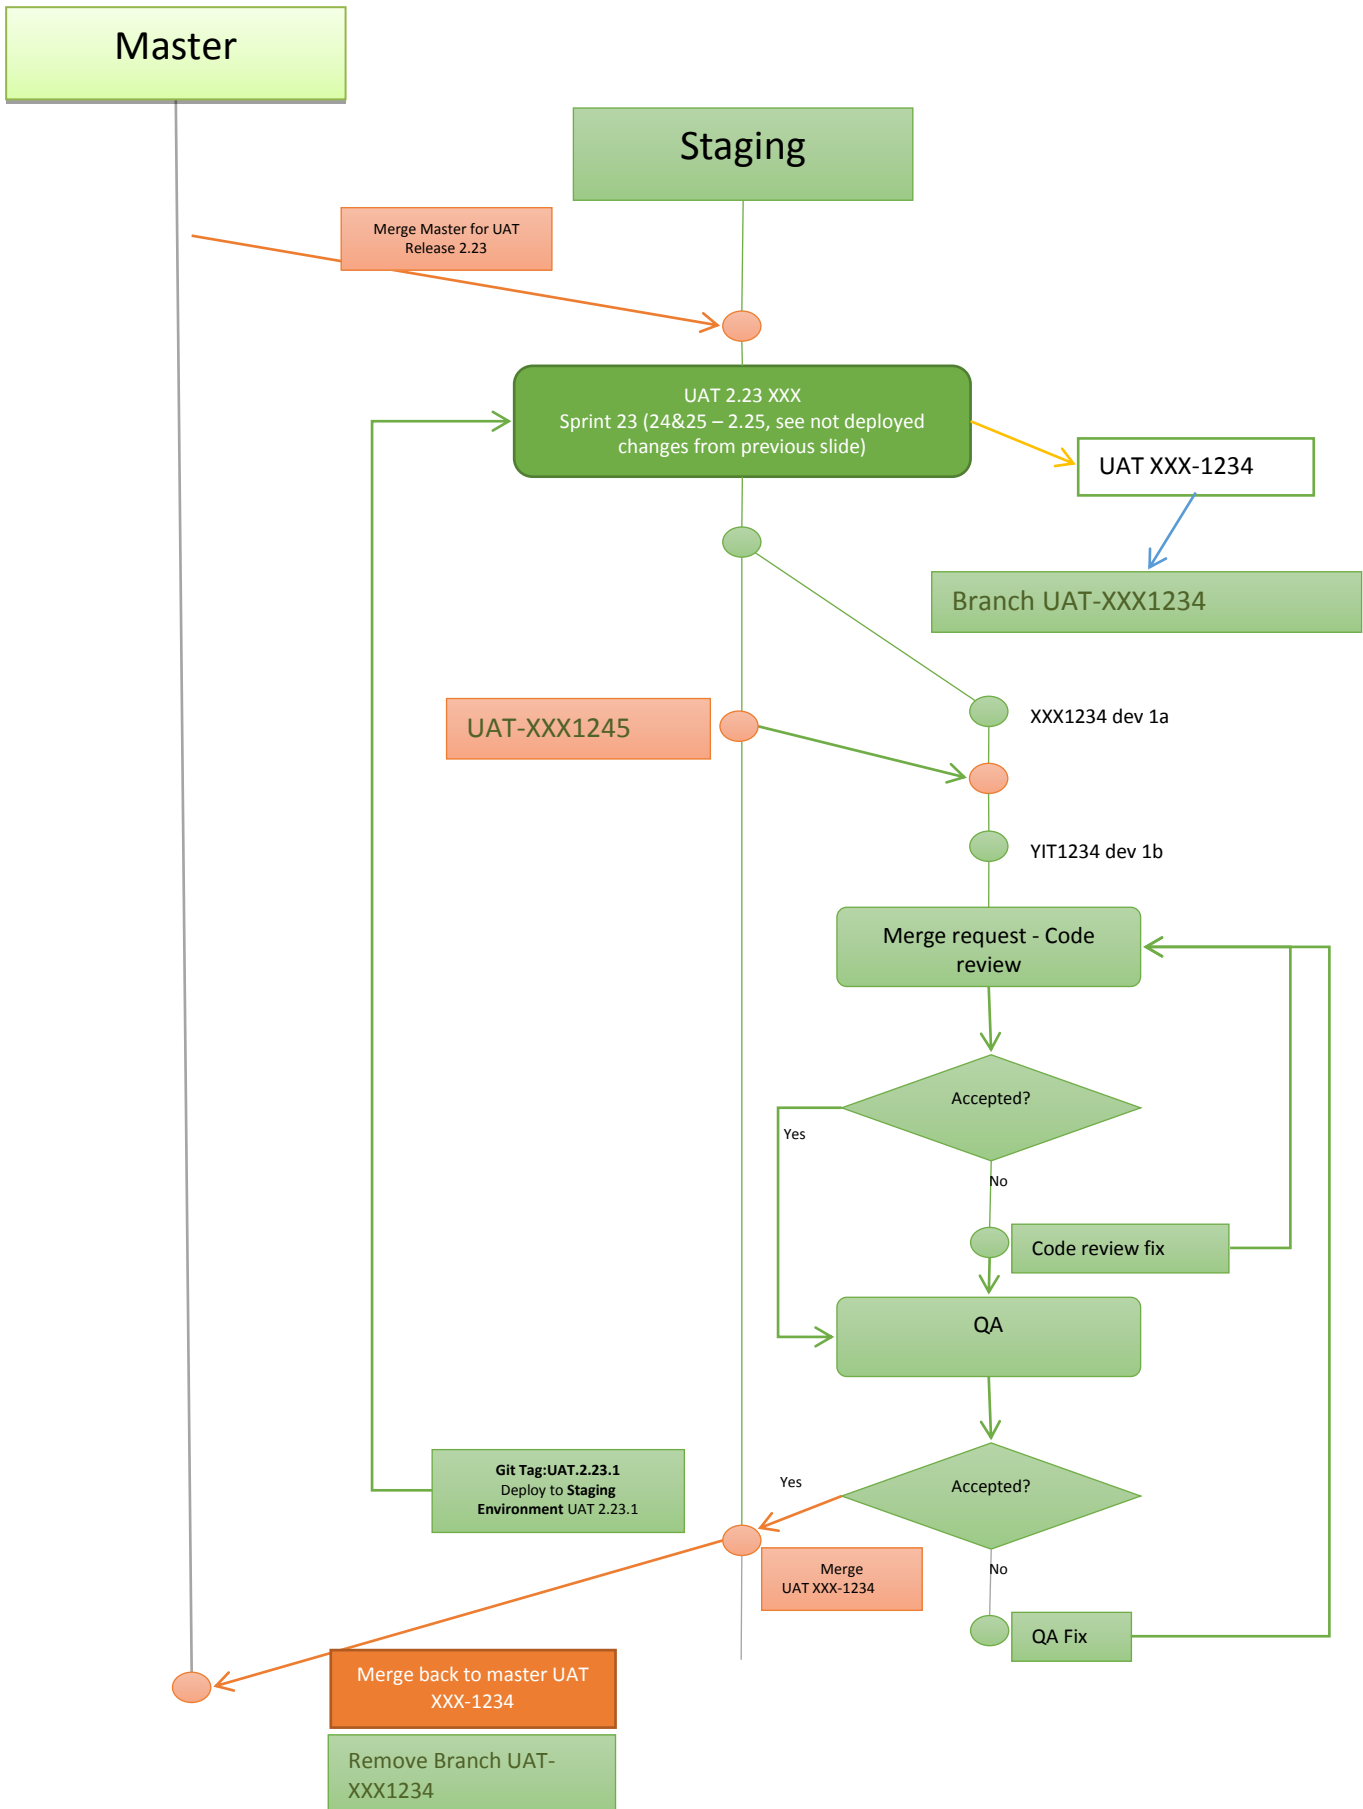 Master
Staging
Merge Master for UAT
Release 2.23
UAT 2.23 XXX
Sprint 23 (24&25 – 2.25, see not deployed
changes from previous slide)
UAT XXX-1234
Branch UAT-XXX1234
UAT-XXX1245
XXX1234 dev 1a
YIT1234 dev 1b
Merge request - Code
review
Accepted?
Yes
No
Code review fix
QA
Git Tag:UAT.2.23.1
Deploy to Staging
Environment UAT 2.23.1
Yes
Accepted?
Merge
UAT XXX-1234
No
QA Fix
Merge back to master UAT
XXX-1234
Remove Branch UAT-
XXX1234